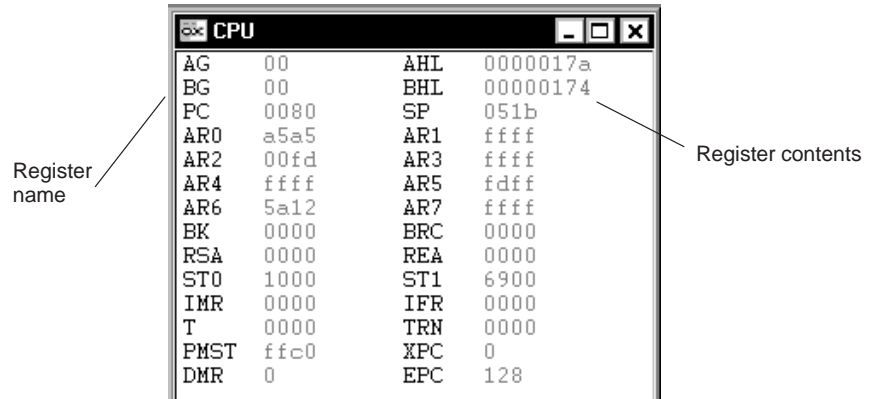 CPU
AG 00 AHL 0000017a
BG 00 BHL 00000174
PC 0080 SP 051b
AR0 a5a5 AR1 ffff
AR2 00fd AR3 ffff
AR4 ffff AR5 fdff
AR6 5a12 AR7 ffff
BK 0000 BRC 0000
RSA 0000 REA 0000
ST0 1000 ST1 6900
IMR 0000 IFR 0000
T 0000 TRN 0000
PMST ffc0 XPC 0
DMR 0 EPC 128
Register
name
Register contents